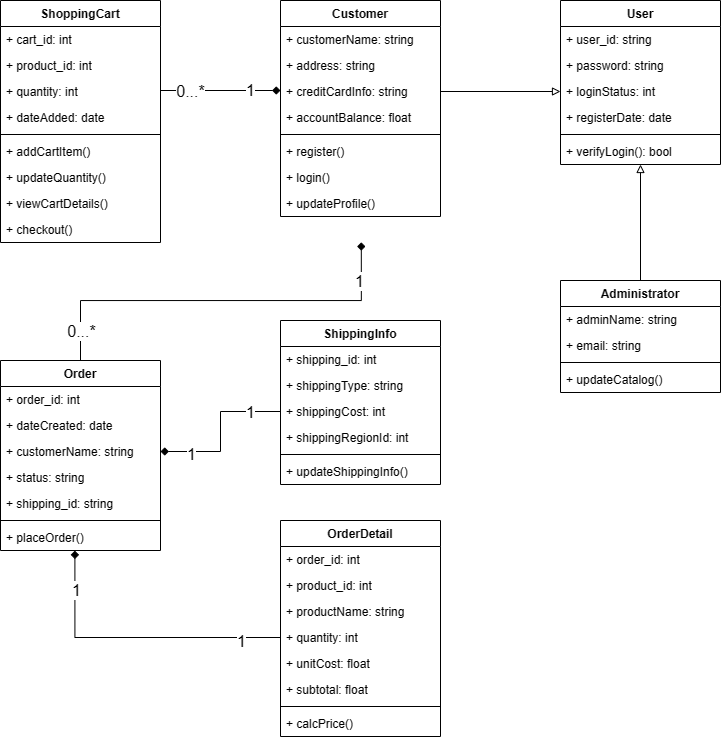 ShoppingCart
+ cart_id: int
+ product_id: int
+ quantity: int
+ dateAdded: date
+ addCartItem()
+ updateQuantity()
+ viewCartDetails()
+ checkout()
0...*
1
Customer
+ customerName: string
+ address: string
+ creditCardInfo: string
+ accountBalance: float
+ register()
+ login()
+ updateProfile()
User
+ user_id: string
+ password: string
+ loginStatus: int
+ registerDate: date
+ verifyLogin(): bool
1
0...*
Administrator
+ adminName: string
+ email: string
+ updateCatalog()
Order
+ order_id: int
+ dateCreated: date
+ customerName: string
+ status: string
+ shipping_id: string
+ placeOrder()
1
1
ShippingInfo
+ shipping_id: int
+ shippingType: string
+ shippingCost: int
+ shippingRegionId: int
+ updateShippingInfo()
1
1
OrderDetail
+ order_id: int
+ product_id: int
+ productName: string
+ quantity: int
+ unitCost: float
+ subtotal: float
+ calcPrice()